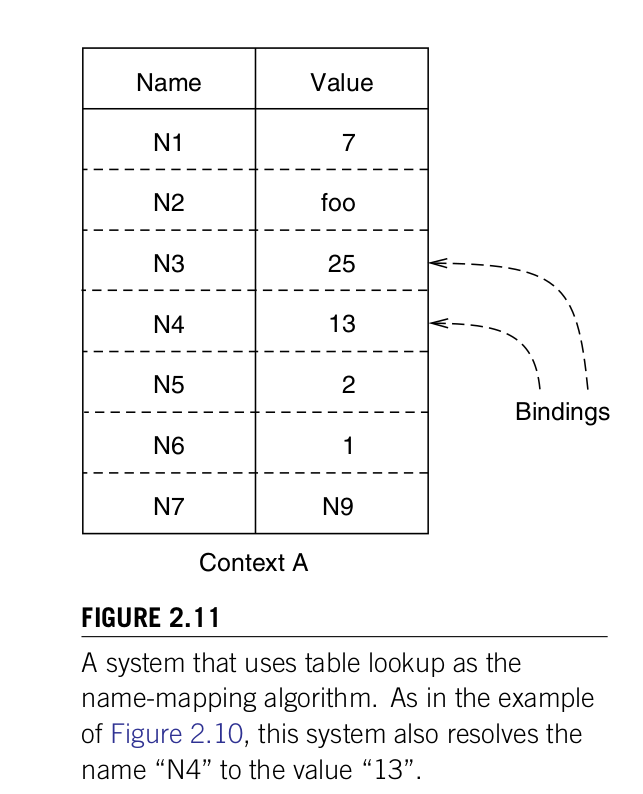 Name Value
N1 7
N2 foo
N3 25
N4 13
N5 2
N6 1
N7 N9
Bindings
Context A
FIGURE 2.11
A system that uses table lookup as the
name-mapping algorithm. As in the example
of Figure 2.10, this system also resolves the
name “N4” to the value “13”.